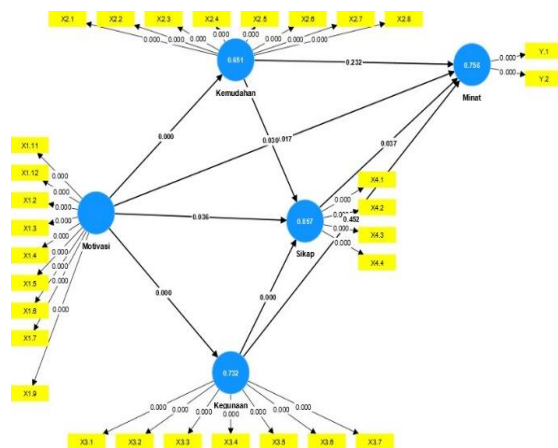 X2.1 X2.2 X2.3 X2.4 X2.5 X2.6 X2.7 X2.8
0.000 0.000 0.000 0.000 0.000 0.000 0.000 0.000
0.651
Kemudahan
0.232
0.756
Minat
0.000 Y.1
0.000 Y.2
0.000
0.017
0.037
X1.11 0.000
X1.12 0.000
X1.2 0.000
X1.3 0.000
X1.4 0.000
X1.5 0.000
X1.6 0.000
X1.7 0.000
X1.9 0.000
Motivasi
0.036
0.857
Sikap
0.452
0.000 X4.1
0.000 X4.2
0.000 X4.3
0.000 X4.4
0.000
0.000
0.732
Kegunaan
0.000 0.000 0.000 0.000 0.000 0.000 0.000
X3.1 X3.2 X3.3 X3.4 X3.5 X3.6 X3.7